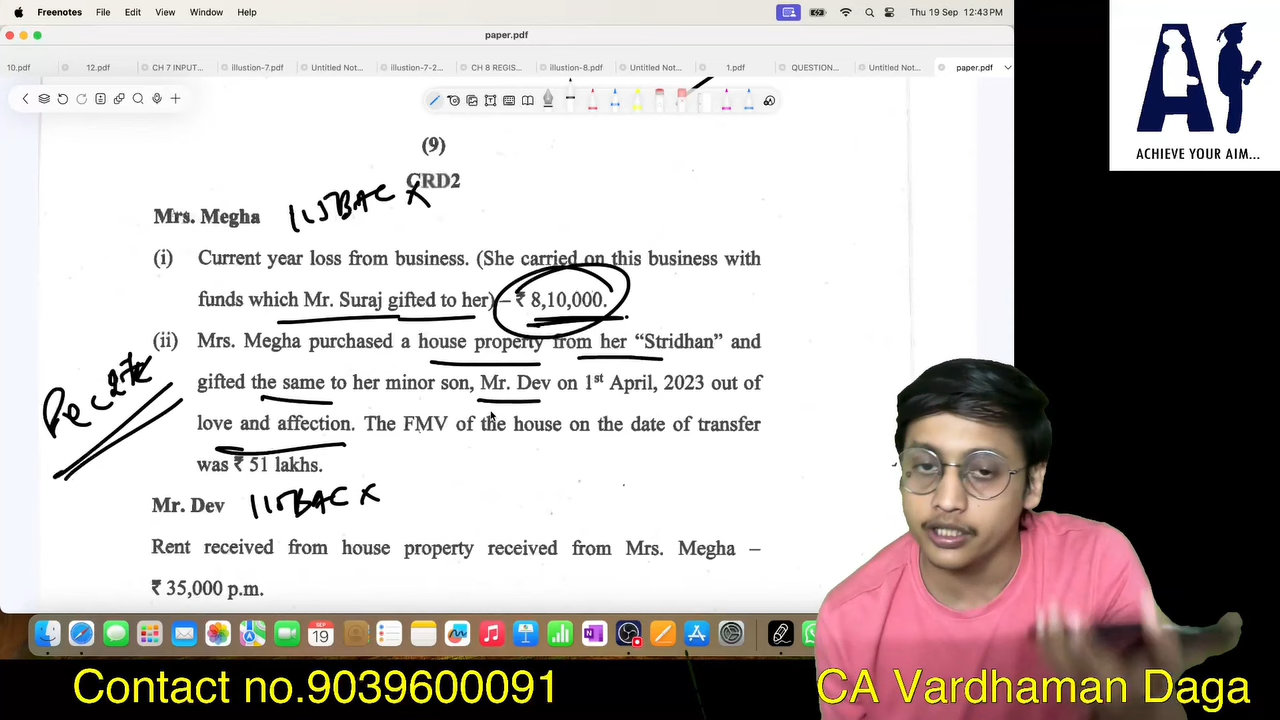 Freenotes File Edit View Window Help Thu 19 Sep 12:43 PM
paper.pdf
10.pdf 12.pdf CH 7 INPUT... illustion-7.pdf Untitled Not... illustion-7-2... CH 8 REGIS... illustion-8.pdf Untitled Not... 1.pdf QUESTION... Untitled Not... paper.pdf
AI
ACHIEVE YOUR AIM...
(9)
GRD2
Mrs. Megha 115BAC X
(i) Current year loss from business. (She carried on this business with
funds which Mr. Suraj gifted to her) – ₹ 8,10,000.
(ii) Mrs. Megha purchased a house property from her “Stridhan” and
gifted the same to her minor son, Mr. Dev on 1st April, 2023 out of
love and affection. The FMV of the house on the date of transfer
was ₹ 51 lakhs.
Mr. Dev 115BAC X
Rent received from house property received from Mrs. Megha –
₹ 35,000 p.m.
SEP
19
Contact no.9039600091
CA Vardhaman Daga